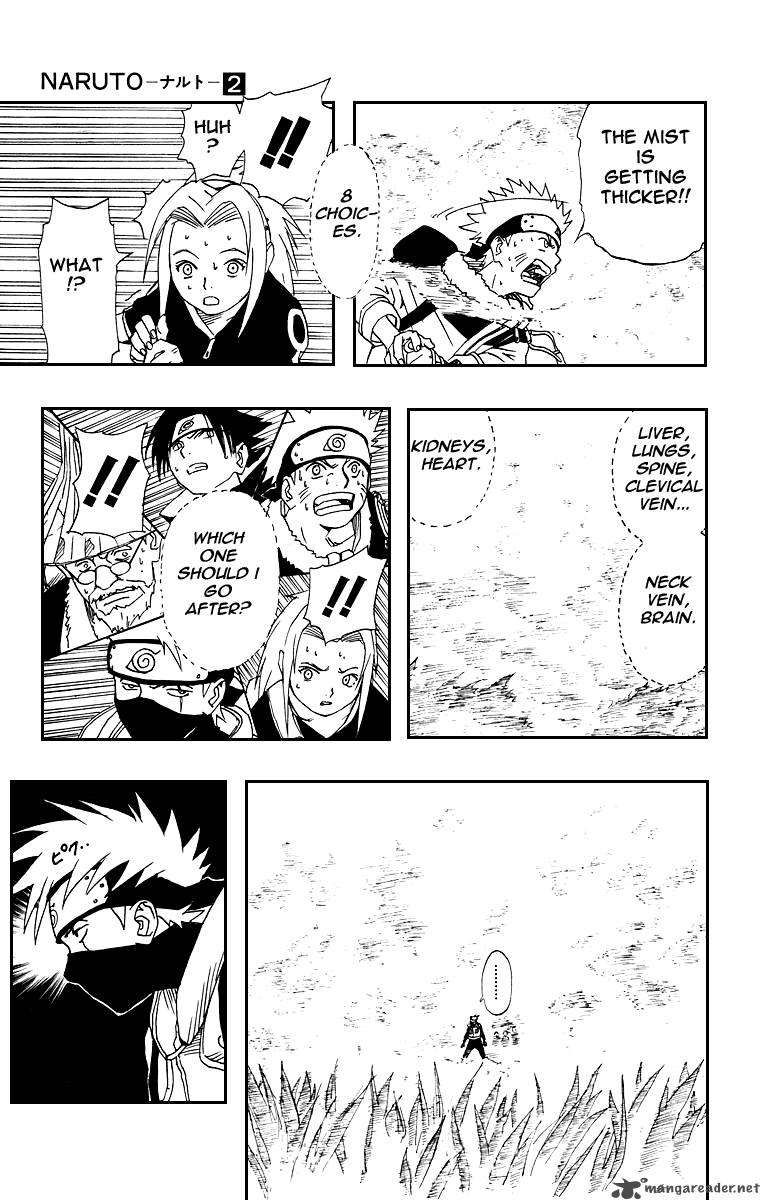 NARUTO —ナルト— 2
THE MIST
IS
GETTING
THICKER!!
8
CHOIC-
ES.
!!
HUH
?
WHAT
!?
LIVER,
LUNGS,
SPINE,
CLEVICAL
VEIN...
NECK
VEIN,
BRAIN.
KIDNEYS,
HEART.
!!
WHICH
ONE
SHOULD I
GO
AFTER?
!!
.........
ピク..
mangareader.net